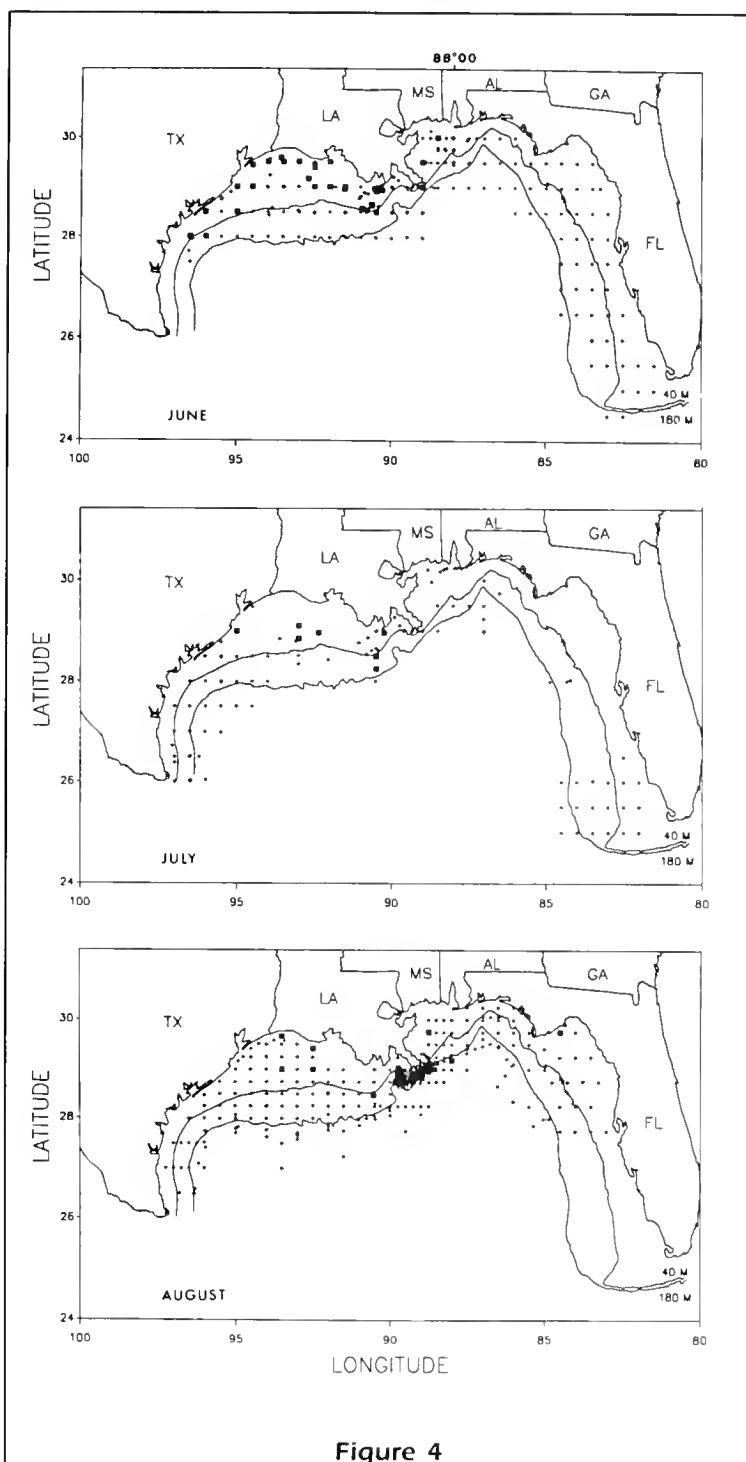 88°00
MS
AL
GA
LA
TX
30
28
26
24
FL
LATITUDE
40 M
180 M
JUNE
100
95
90
85
80
MS
AL
GA
LA
TX
30
28
26
24
FL
LATITUDE
40 M
180 M
JULY
100
95
90
85
80
MS
AL
GA
LA
TX
30
28
26
24
FL
LATITUDE
40 M
180 M
AUGUST
100
95
90
85
80
LONGITUDE
Figure 4